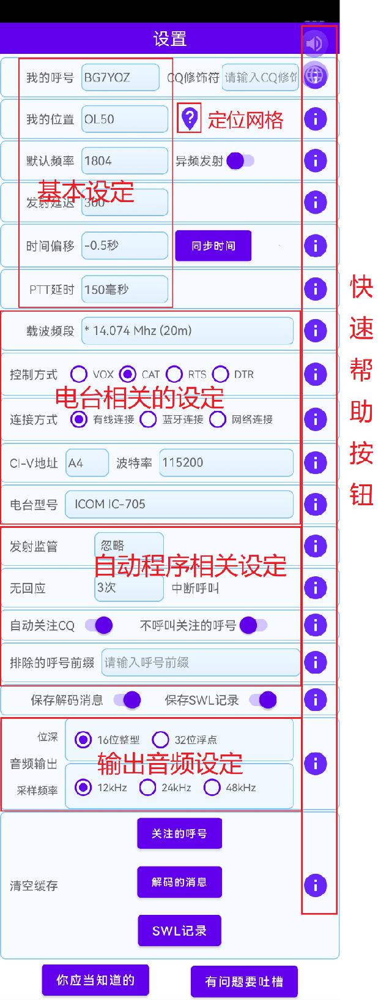 设置
我的呼号 BG7YOZ CQ修饰符 请输入CQ修饰
我的位置 OL50 定位网格
默认频率 1804 异频发射
基本设定
发射延迟 300
时间偏移 -0.5秒 同步时间
PTT延时 150毫秒
快速帮助按钮
载波频段 * 14.074 Mhz (20m)
控制方式 VOX CAT RTS DTR
电台相关的设定
连接方式 有线连接 蓝牙连接 网络连接
CI-V地址 A4 波特率 115200
电台型号 ICOM IC-705
发射监管 忽略
自动程序相关设定
无回应 3次 中断呼叫
自动关注CQ 不呼叫关注的呼号
排除的呼号前缀 请输入呼号前缀
保存解码消息 保存SWL记录
位深 16位整型 32位浮点
音频输出
输出音频设定
采样频率 12kHz 24kHz 48kHz
关注的呼号
清空缓存 解码的消息
SWL记录
你应当知道的 有问题要吐槽